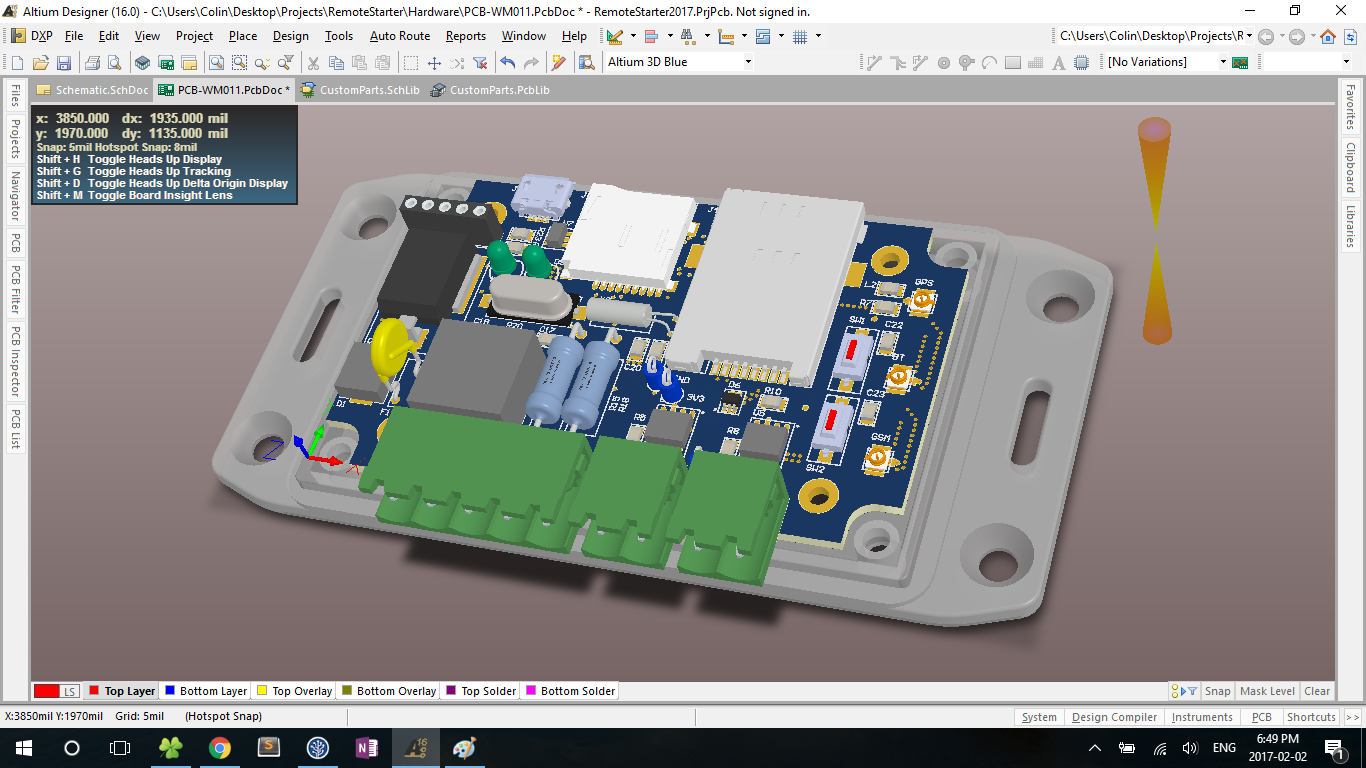 Altium Designer (16.0) - C:\Users\Colin\Desktop\Projects\RemoteStarter\Hardware\PCB-WM011.PcbDoc * - RemoteStarter2017.PrjPcb. Not signed in.
DXP File Edit View Project Place Design Tools Auto Route Reports Window Help C:\Users\Colin\Desktop\Projects\R
Altium 3D Blue [No Variations]
Schematic.SchDoc PCB-WM011.PcbDoc * CustomParts.SchLib CustomParts.PcbLib
Files
Projects
Navigator
PCB
PCB Filter
PCB Inspector
PCB List
x: 3850.000 dx: 1935.000 mil
y: 1970.000 dy: 1135.000 mil
Snap: 5mil Hotspot Snap: 8mil
Shift + H Toggle Heads Up Display
Shift + G Toggle Heads Up Tracking
Shift + D Toggle Heads Up Delta Origin Display
Shift + M Toggle Board Insight Lens
Favorites
Clipboard
Libraries
L2
GPS
R7
SW1
C22
BT
C18
R20
C17
C20
GND
3V3
D6
R10
C23
D1
R18
R8
SW2
GSM
Z
X
LS Top Layer Bottom Layer Top Overlay Bottom Overlay Top Solder Bottom Solder
Snap Mask Level Clear
X:3850mil Y:1970mil Grid: 5mil (Hotspot Snap)
System Design Compiler Instruments PCB Shortcuts >>
ENG
6:49 PM
2017-02-02
1